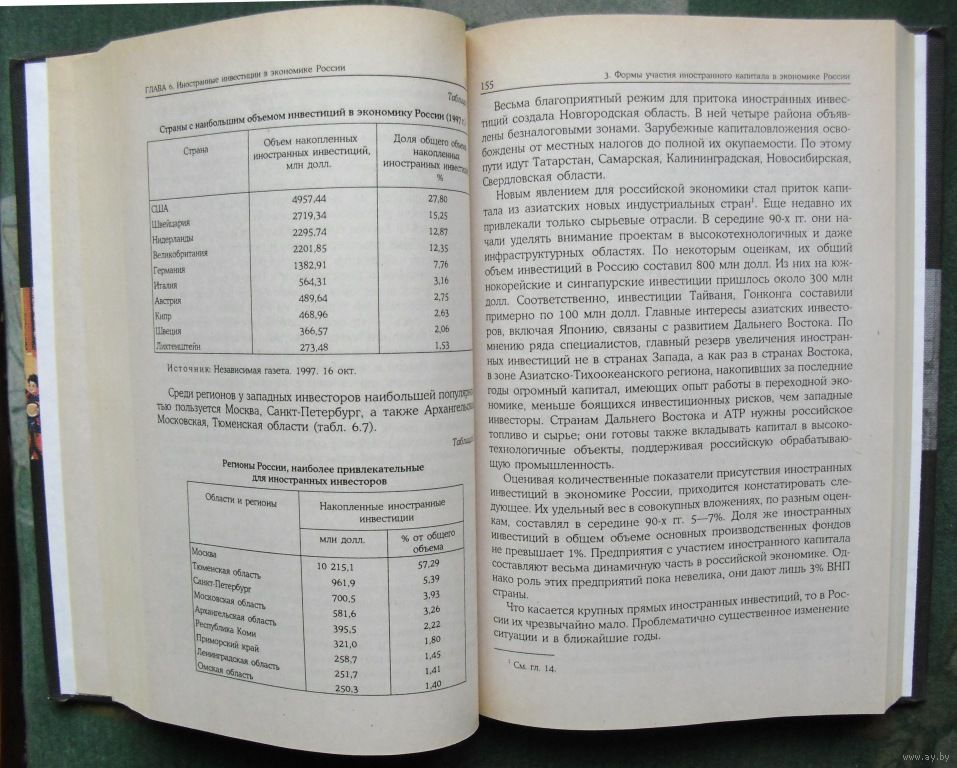 ГЛАВА 6. Иностранные инвестиции в экономике России
Страны с наибольшим объемом инвестиций в экономику России (1997 г.)
Страна Объем накопленных иностранных инвестиций, млн долл. Доля общего объема накопленных иностранных %
США 4957,44 27,80
Швейцария 2719,34 15,25
Нидерланды 2295,74 12,87
Великобритания 2201,85 12,35
Германия 1382,91 7,76
Италия 564,31 3,16
Австрия 489,64 2,75
Кипр 468,96 2,63
Швеция 366,57 2,06
Лихтенштейн 273,48 1,53
Источник: Независимая газета. 1997. 16 окт.
Среди регионов у западных инвесторов наибольшей
тью пользуется Москва, Санкт-Петербург, а также
Московская, Тюменская области (табл. 6.7).
Регионы России, наиболее привлекательные
для иностранных инвесторов
Области и регионы Накопленные иностранные инвестиции
млн долл. % от общего объема
Москва 10 215,1 57,29
Тюменская область 961,9 5,39
Санкт-Петербург 700,5 3,93
Московская область 581,6 3,26
Архангельская область 395,5 2,22
Республика Коми 321,0 1,80
Приморский край 258,7 1,45
Ленинградская область 251,7 1,41
Омская область 250,3 1,40
155 3. Формы участия иностранного капитала в экономике России
Весьма благоприятный режим для притока иностранных инвес-
тиций создала Новгородская область. В ней четыре района объяв-
лены безналоговыми зонами. Зарубежные капиталовложения осво-
бождены от местных налогов до полной их окупаемости. По этому
пути идут Татарстан, Самарская, Калининградская, Новосибирская,
Свердловская области.
Новым явлением для российской экономики стал приток капи-
тала из азиатских новых индустриальных стран¹. Еще недавно их
привлекали только сырьевые отрасли. В середине 90-х гг. они на-
чали уделять внимание проектам в высокотехнологичных и даже
инфраструктурных областях. По некоторым оценкам, их общий
объем инвестиций в Россию составил 800 млн долл. Из них на юж-
нокорейские и сингапурские инвестиции пришлось около 300 млн
долл. Соответственно, инвестиции Тайваня, Гонконга составили
примерно по 100 млн долл. Главные интересы азиатских инвесто-
ров, включая Японию, связаны с развитием Дальнего Востока. По
мнению ряда специалистов, главный резерв увеличения иностран-
ных инвестиций не в странах Запада, а как раз в странах Востока,
в зоне Азиатско-Тихоокеанского региона, накопивших за последние
годы огромный капитал, имеющих опыт работы в переходной эко-
номике, меньше боящихся инвестиционных рисков, чем западные
инвесторы. Странам Дальнего Востока и АТР нужны российское
топливо и сырье; они готовы также вкладывать капитал в высоко-
технологичные объекты, поддерживая российскую обрабатываю-
щую промышленность.
Оценивая количественные показатели присутствия иностранных
инвестиций в экономике России, приходится констатировать сле-
дующее. Их удельный вес в совокупных вложениях, по разным оцен-
кам, составлял в середине 90-х гг. 5—7%. Доля же иностранных
инвестиций в общем объеме основных производственных фондов
не превышает 1%. Предприятия с участием иностранного капитала
составляют весьма динамичную часть в российской экономике. Од-
нако роль этих предприятий пока невелика, они дают лишь 3% ВНП
страны.
Что касается крупных прямых иностранных инвестиций, то в Рос-
сии их чрезвычайно мало. Проблематично существенное изменение
ситуации и в ближайшие годы.
¹ См. гл. 14.
www.ay.by